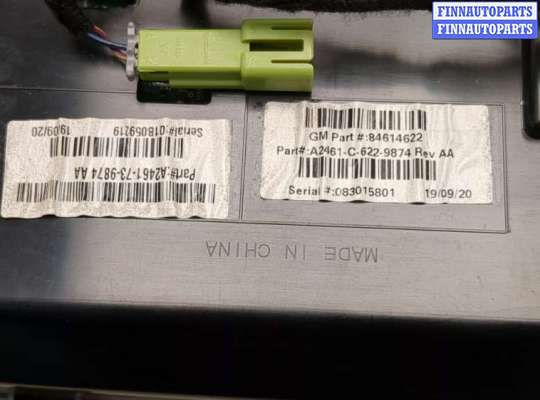 FINNAUTOPARTS
FINNAUTOPARTS
GM Part #:84614622
Part#:A2461-C-622-9874 Rev AA
Serial #:083015801 19/09/20
Part#:A2461-73-9874 AA
Serial#:01B059219 19/09/20
MADE IN CHINA